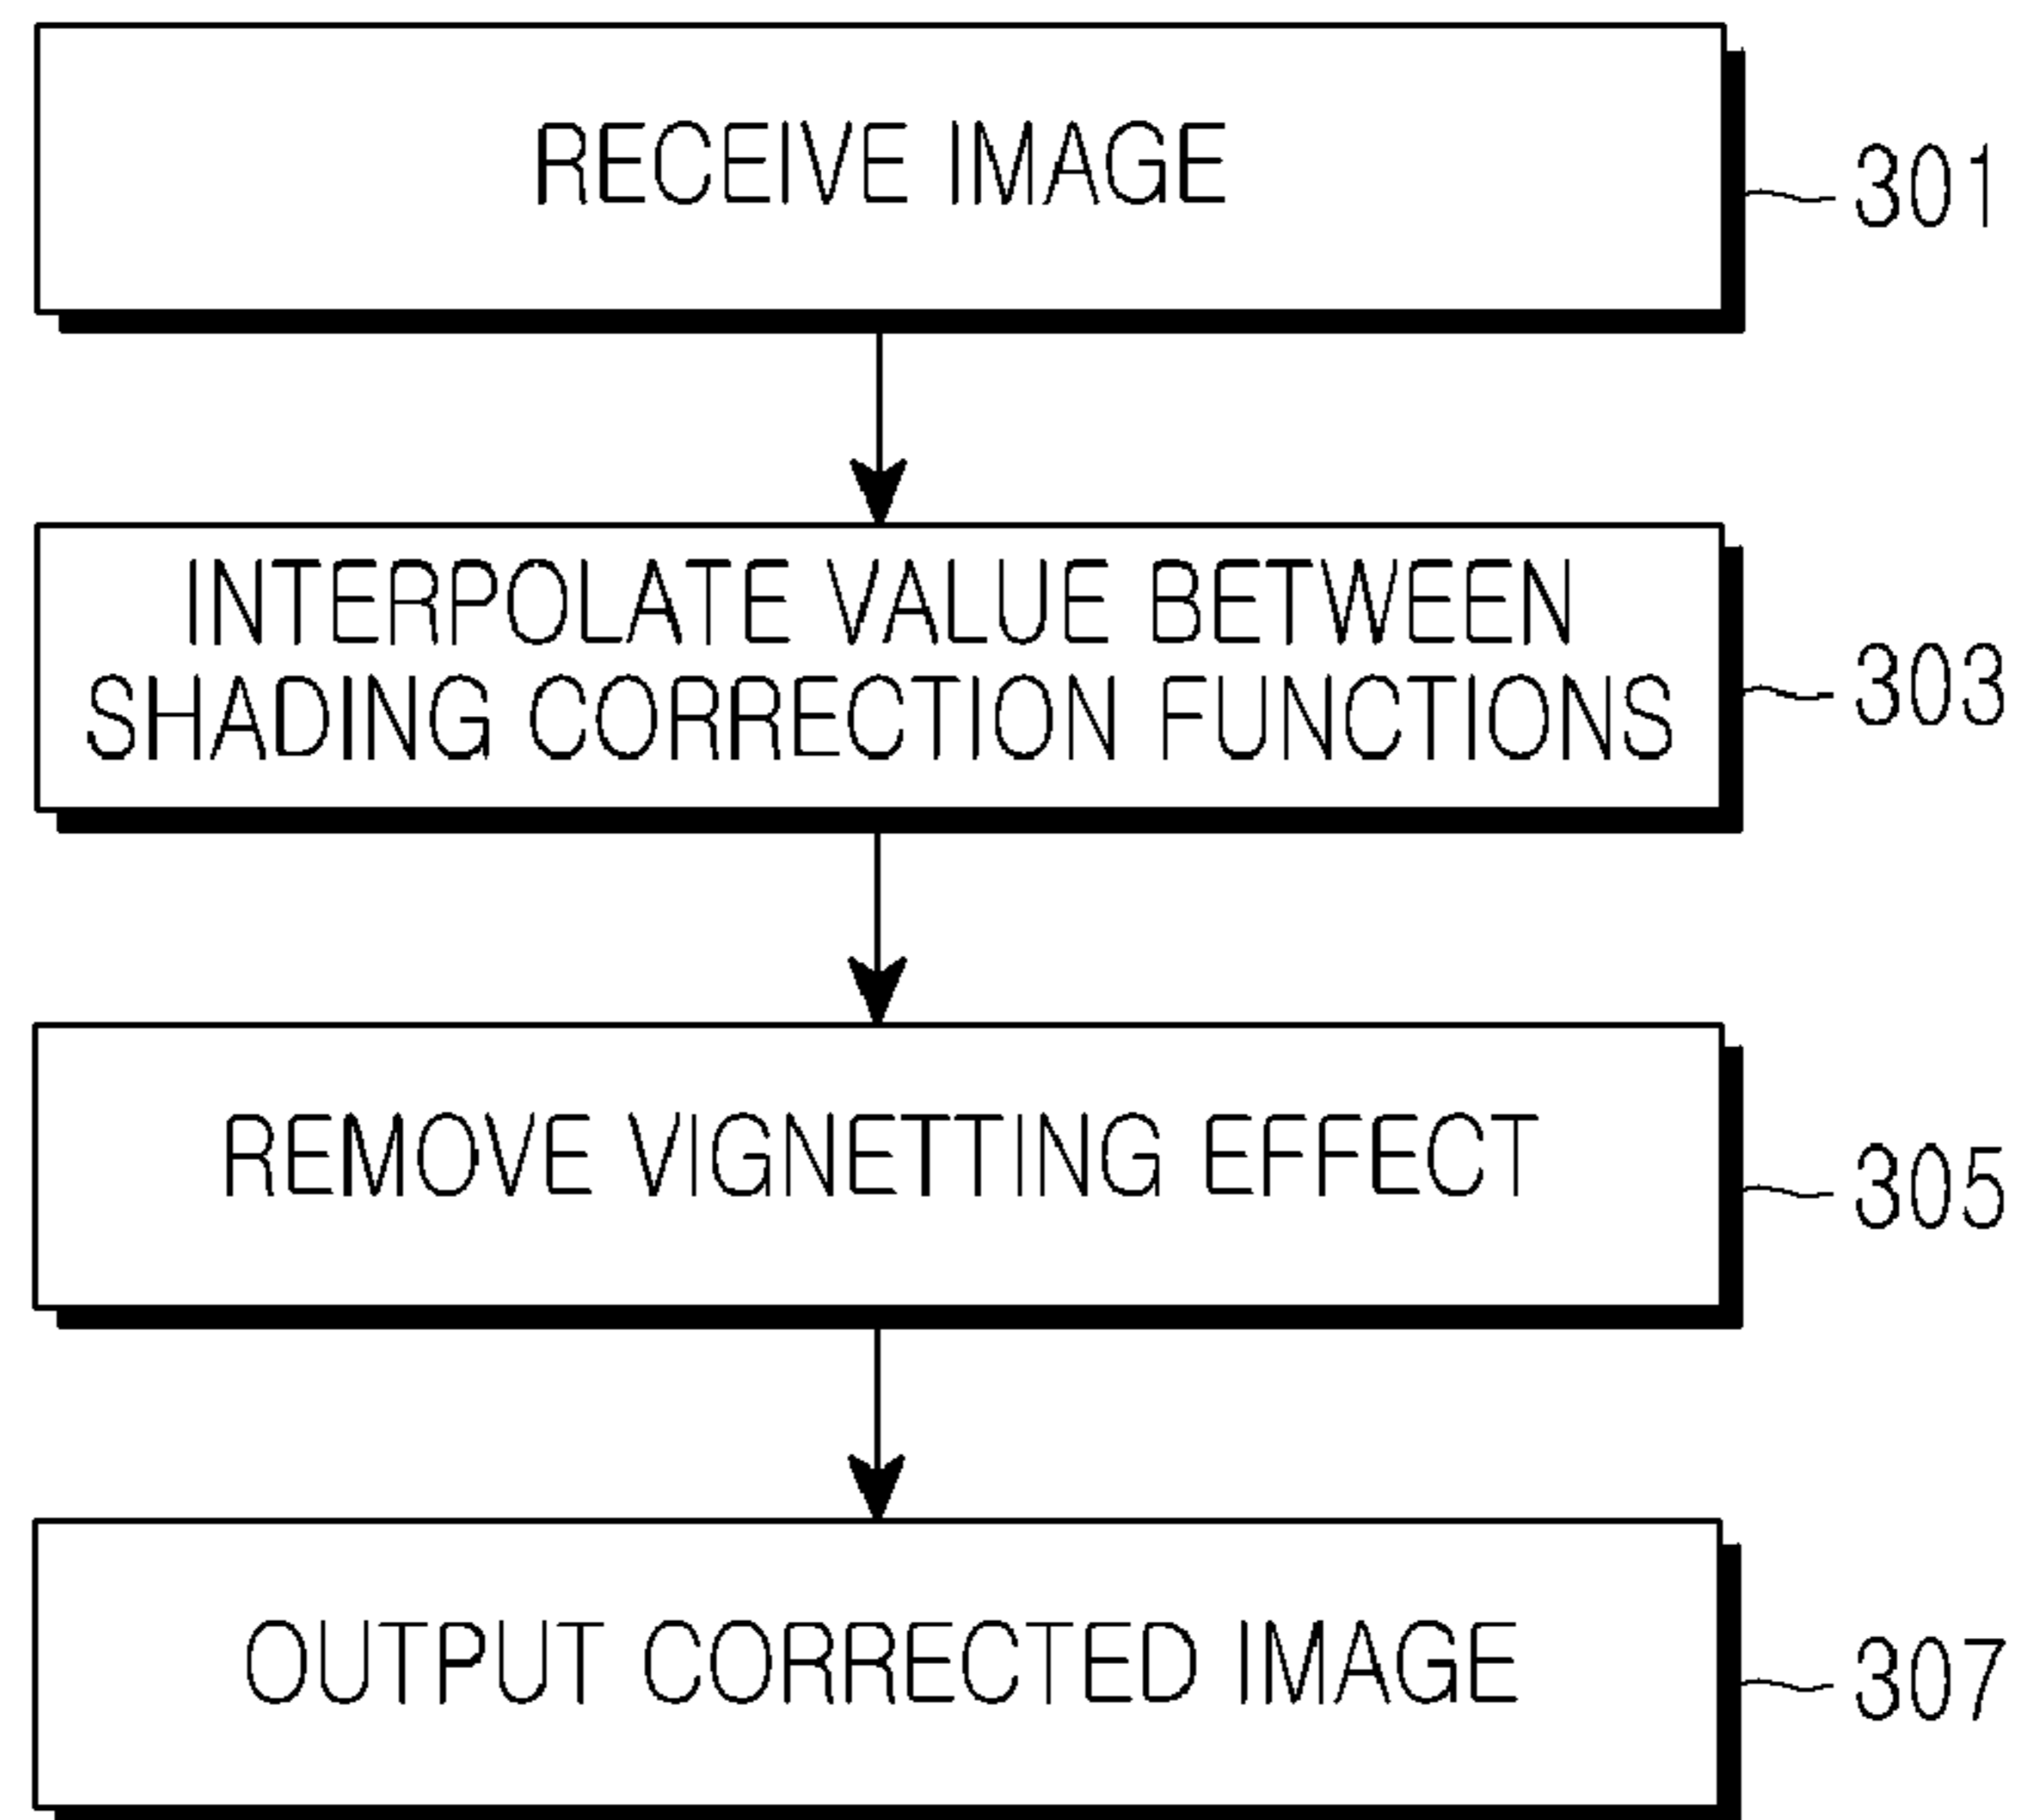 RECEIVE IMAGE
301
INTERPOLATE VALUE BETWEEN
SHADING CORRECTION FUNCTIONS
303
REMOVE VIGNETTING EFFECT
305
OUTPUT CORRECTED IMAGE
307